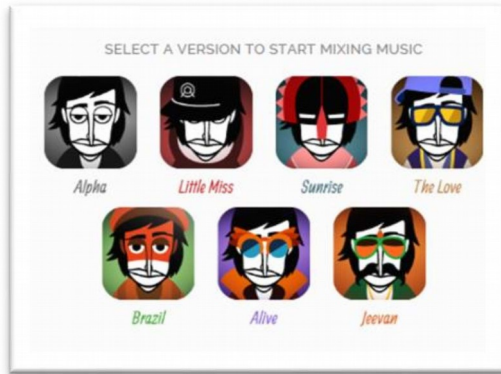 SELECT A VERSION TO START MIXING MUSIC
Alpha Little Miss Sunrise The Love
Brazil Alive Jeevan